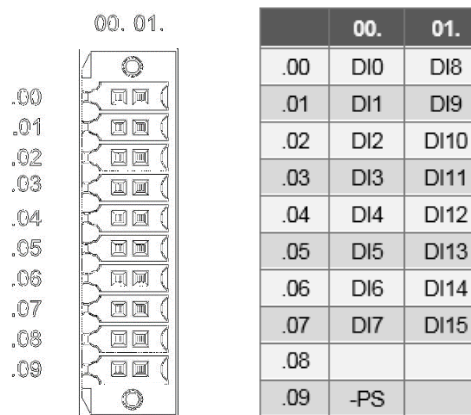 00. 01.
.00
.01
.02
.03
.04
.05
.06
.07
.08
.09
00. 01.
.00 DI0 DI8
.01 DI1 DI9
.02 DI2 DI10
.03 DI3 DI11
.04 DI4 DI12
.05 DI5 DI13
.06 DI6 DI14
.07 DI7 DI15
.08
.09 -PS